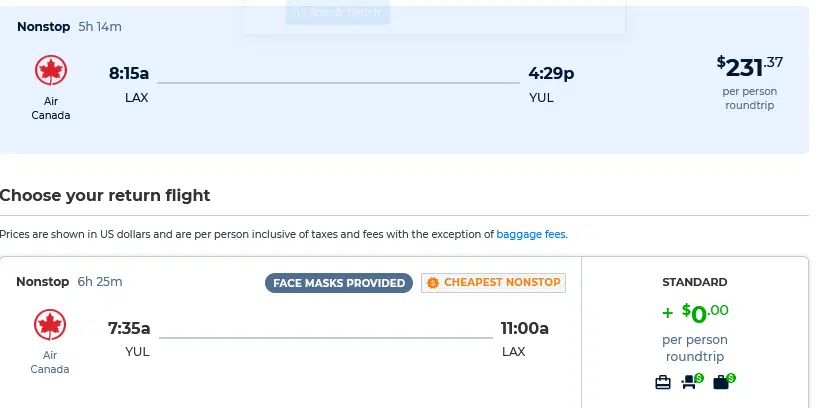 Nonstop 5h 14m
8:15a 4:29p $231.37
LAX YUL per person
Air roundtrip
Canada
Choose your return flight
Prices are shown in US dollars and are per person inclusive of taxes and fees with the exception of baggage fees.
Nonstop 6h 25m FACE MASKS PROVIDED CHEAPEST NONSTOP
7:35a 11:00a
YUL LAX
Air
Canada
STANDARD
+ $0.00
per person
roundtrip
$ $